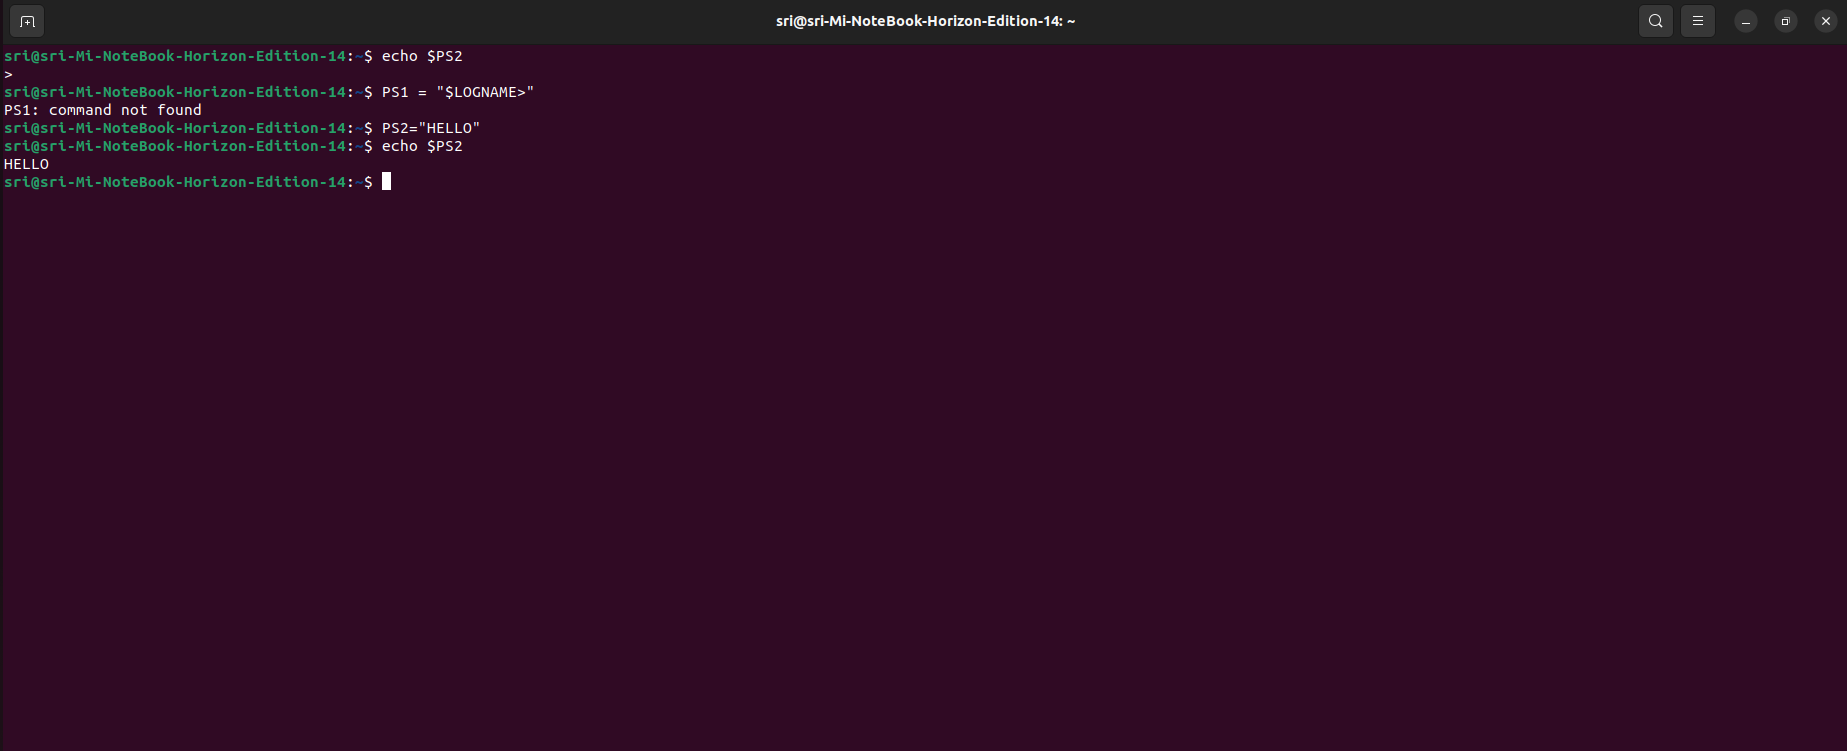 sri@sri-Mi-NoteBook-Horizon-Edition-14: ~
sri@sri-Mi-NoteBook-Horizon-Edition-14:~$ echo $PS2
>
sri@sri-Mi-NoteBook-Horizon-Edition-14:~$ PS1 = "$LOGNAME>"
PS1: command not found
sri@sri-Mi-NoteBook-Horizon-Edition-14:~$ PS2="HELLO"
sri@sri-Mi-NoteBook-Horizon-Edition-14:~$ echo $PS2
HELLO
sri@sri-Mi-NoteBook-Horizon-Edition-14:~$